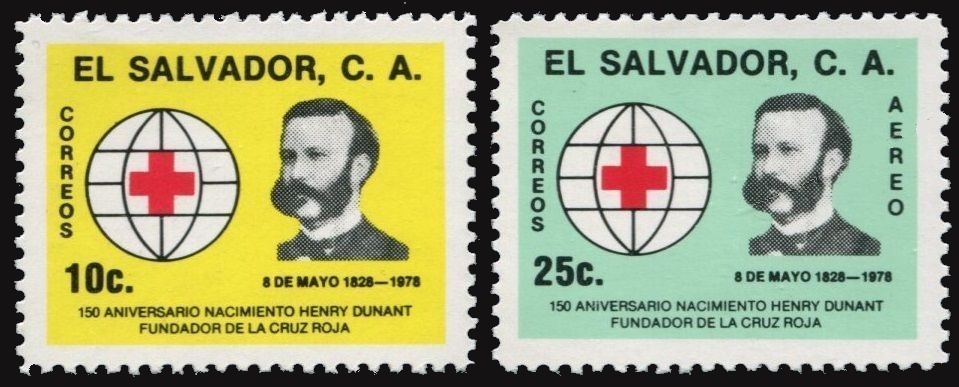 EL SALVADOR, C. A.
CORREOS
10c.
8 DE MAYO 1828—1978
150 ANIVERSARIO NACIMIENTO HENRY DUNANT
FUNDADOR DE LA CRUZ ROJA
EL SALVADOR, C. A.
CORREOS
AEREO
25c.
8 DE MAYO 1828—1978
150 ANiVERSARIO NACIMIENTO HENRY DUNANT
FUNDADOR DE LA CRUZ ROJA